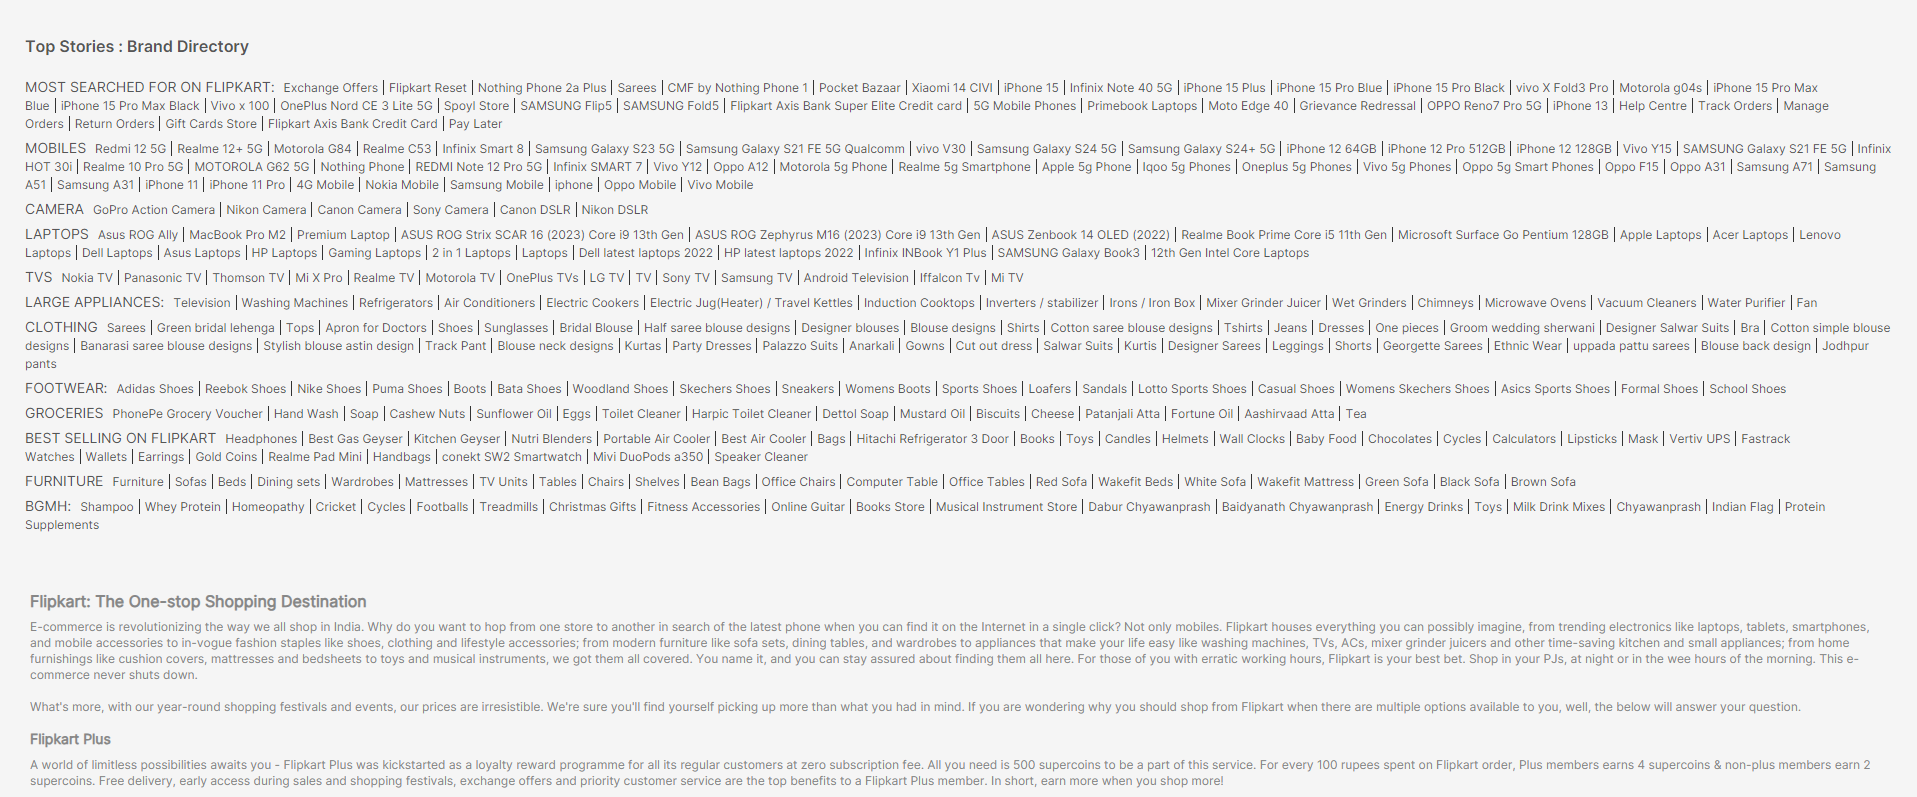 Top Stories : Brand Directory
MOST SEARCHED FOR ON FLIPKART: Exchange Offers | Flipkart Reset | Nothing Phone 2a Plus | Sarees | CMF by Nothing Phone 1 | Pocket Bazaar | Xiaomi 14 CIVI | iPhone 15 | Infinix Note 40 5G | iPhone 15 Plus | iPhone 15 Pro Blue | iPhone 15 Pro Black | vivo X Fold3 Pro | Motorola g04s | iPhone 15 Pro Max
Blue | iPhone 15 Pro Max Black | Vivo x 100 | OnePlus Nord CE 3 Lite 5G | Spoyl Store | SAMSUNG Flip5 | SAMSUNG Fold5 | Flipkart Axis Bank Super Elite Credit card | 5G Mobile Phones | Primebook Laptops | Moto Edge 40 | Grievance Redressal | OPPO Reno7 Pro 5G | iPhone 13 | Help Centre | Track Orders | Manage
Orders | Return Orders | Gift Cards Store | Flipkart Axis Bank Credit Card | Pay Later
MOBILES Redmi 12 5G | Realme 12+ 5G | Motorola G84 | Realme C53 | Infinix Smart 8 | Samsung Galaxy S23 5G | Samsung Galaxy S21 FE 5G Qualcomm | vivo V30 | Samsung Galaxy S24 5G | Samsung Galaxy S24+ 5G | iPhone 12 64GB | iPhone 12 Pro 512GB | iPhone 12 128GB | Vivo Y15 | SAMSUNG Galaxy S21 FE 5G | Infinix
HOT 30i | Realme 10 Pro 5G | MOTOROLA G62 5G | Nothing Phone | REDMI Note 12 Pro 5G | Infinix SMART 7 | Vivo Y12 | Oppo A12 | Motorola 5g Phone | Realme 5g Smartphone | Apple 5g Phone | Iqoo 5g Phones | Oneplus 5g Phones | Vivo 5g Phones | Oppo 5g Smart Phones | Oppo F15 | Oppo A31 | Samsung A71 | Samsung
A51 | Samsung A31 | iPhone 11 | iPhone 11 Pro | 4G Mobile | Nokia Mobile | Samsung Mobile | iphone | Oppo Mobile | Vivo Mobile
CAMERA GoPro Action Camera | Nikon Camera | Canon Camera | Sony Camera | Canon DSLR | Nikon DSLR
LAPTOPS Asus ROG Ally | MacBook Pro M2 | Premium Laptop | ASUS ROG Strix SCAR 16 (2023) Core i9 13th Gen | ASUS ROG Zephyrus M16 (2023) Core i9 13th Gen | ASUS Zenbook 14 OLED (2022) | Realme Book Prime Core i5 11th Gen | Microsoft Surface Go Pentium 128GB | Apple Laptops | Acer Laptops | Lenovo
Laptops | Dell Laptops | Asus Laptops | HP Laptops | Gaming Laptops | 2 in 1 Laptops | Laptops | Dell latest laptops 2022 | HP latest laptops 2022 | Infinix INBook Y1 Plus | SAMSUNG Galaxy Book3 | 12th Gen Intel Core Laptops
TVS Nokia TV | Panasonic TV | Thomson TV | Mi X Pro | Realme TV | Motorola TV | OnePlus TVs | LG TV | TV | Sony TV | Samsung TV | Android Television | Iffalcon Tv | Mi TV
LARGE APPLIANCES: Television | Washing Machines | Refrigerators | Air Conditioners | Electric Cookers | Electric Jug(Heater) / Travel Kettles | Induction Cooktops | Inverters / stabilizer | Irons / Iron Box | Mixer Grinder Juicer | Wet Grinders | Chimneys | Microwave Ovens | Vacuum Cleaners | Water Purifier | Fan
CLOTHING Sarees | Green bridal lehenga | Tops | Apron for Doctors | Shoes | Sunglasses | Bridal Blouse | Half saree blouse designs | Designer blouses | Blouse designs | Shirts | Cotton saree blouse designs | Tshirts | Jeans | Dresses | One pieces | Groom wedding sherwani | Designer Salwar Suits | Bra | Cotton simple blouse
designs | Banarasi saree blouse designs | Stylish blouse astin design | Track Pant | Blouse neck designs | Kurtas | Party Dresses | Palazzo Suits | Anarkali | Gowns | Cut out dress | Salwar Suits | Kurtis | Designer Sarees | Leggings | Shorts | Georgette Sarees | Ethnic Wear | uppada pattu sarees | Blouse back design | Jodhpur
pants
FOOTWEAR: Adidas Shoes | Reebok Shoes | Nike Shoes | Puma Shoes | Boots | Bata Shoes | Woodland Shoes | Skechers Shoes | Sneakers | Womens Boots | Sports Shoes | Loafers | Sandals | Lotto Sports Shoes | Casual Shoes | Womens Skechers Shoes | Asics Sports Shoes | Formal Shoes | School Shoes
GROCERIES PhonePe Grocery Voucher | Hand Wash | Soap | Cashew Nuts | Sunflower Oil | Eggs | Toilet Cleaner | Harpic Toilet Cleaner | Dettol Soap | Mustard Oil | Biscuits | Cheese | Patanjali Atta | Fortune Oil | Aashirvaad Atta | Tea
BEST SELLING ON FLIPKART Headphones | Best Gas Geyser | Kitchen Geyser | Nutri Blenders | Portable Air Cooler | Best Air Cooler | Bags | Hitachi Refrigerator 3 Door | Books | Toys | Candles | Helmets | Wall Clocks | Baby Food | Chocolates | Cycles | Calculators | Lipsticks | Mask | Vertiv UPS | Fastrack
Watches | Wallets | Earrings | Gold Coins | Realme Pad Mini | Handbags | conekt SW2 Smartwatch | Mivi DuoPods a350 | Speaker Cleaner
FURNITURE Furniture | Sofas | Beds | Dining sets | Wardrobes | Mattresses | TV Units | Tables | Chairs | Shelves | Bean Bags | Office Chairs | Computer Table | Office Tables | Red Sofa | Wakefit Beds | White Sofa | Wakefit Mattress | Green Sofa | Black Sofa | Brown Sofa
BGMH: Shampoo | Whey Protein | Homeopathy | Cricket | Cycles | Footballs | Treadmills | Christmas Gifts | Fitness Accessories | Online Guitar | Books Store | Musical Instrument Store | Dabur Chyawanprash | Baidyanath Chyawanprash | Energy Drinks | Toys | Milk Drink Mixes | Chyawanprash | Indian Flag | Protein
Supplements
Flipkart: The One-stop Shopping Destination
E-commerce is revolutionizing the way we all shop in India. Why do you want to hop from one store to another in search of the latest phone when you can find it on the Internet in a single click? Not only mobiles. Flipkart houses everything you can possibly imagine, from trending electronics like laptops, tablets, smartphones,
and mobile accessories to in-vogue fashion staples like shoes, clothing and lifestyle accessories; from modern furniture like sofa sets, dining tables, and wardrobes to appliances that make your life easy like washing machines, TVs, ACs, mixer grinder juicers and other time-saving kitchen and small appliances; from home
furnishings like cushion covers, mattresses and bedsheets to toys and musical instruments, we got them all covered. You name it, and you can stay assured about finding them all here. For those of you with erratic working hours, Flipkart is your best bet. Shop in your PJs, at night or in the wee hours of the morning. This e-
commerce never shuts down.
What's more, with our year-round shopping festivals and events, our prices are irresistible. We're sure you'll find yourself picking up more than what you had in mind. If you are wondering why you should shop from Flipkart when there are multiple options available to you, well, the below will answer your question.
Flipkart Plus
A world of limitless possibilities awaits you - Flipkart Plus was kickstarted as a loyalty reward programme for all its regular customers at zero subscription fee. All you need is 500 supercoins to be a part of this service. For every 100 rupees spent on Flipkart order, Plus members earns 4 supercoins & non-plus members earn 2
supercoins. Free delivery, early access during sales and shopping festivals, exchange offers and priority customer service are the top benefits to a Flipkart Plus member. In short, earn more when you shop more!